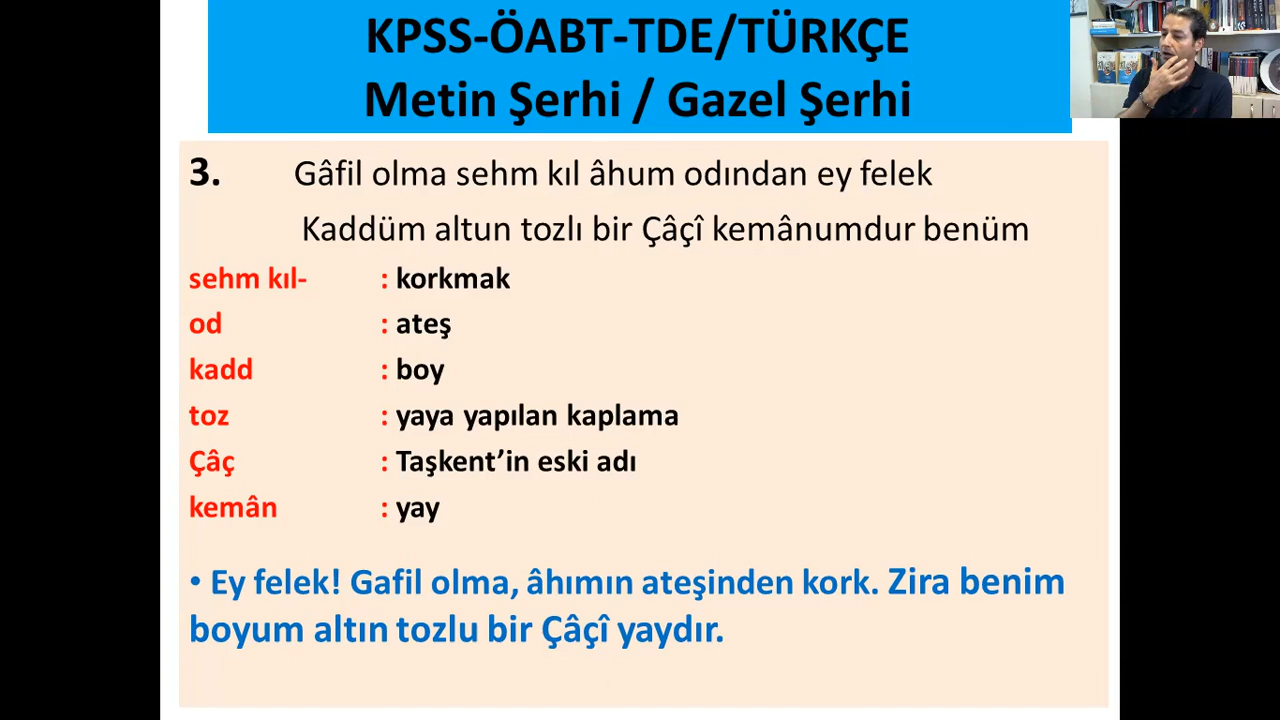 KPSS-ÖABT-TDE/TÜRKÇE
Metin Şerhi / Gazel Şerhi
3. Gâfil olma sehm kıl âhum odından ey felek
Kaddüm altun tozlı bir Çâçî kemânumdur benüm
sehm kıl- : korkmak
od : ateş
kadd : boy
toz : yaya yapılan kaplama
Çâç : Taşkent’in eski adı
kemân : yay
• Ey felek! Gafil olma, âhımın ateşinden kork. Zira benim
boyum altın tozlu bir Çâçî yaydır.